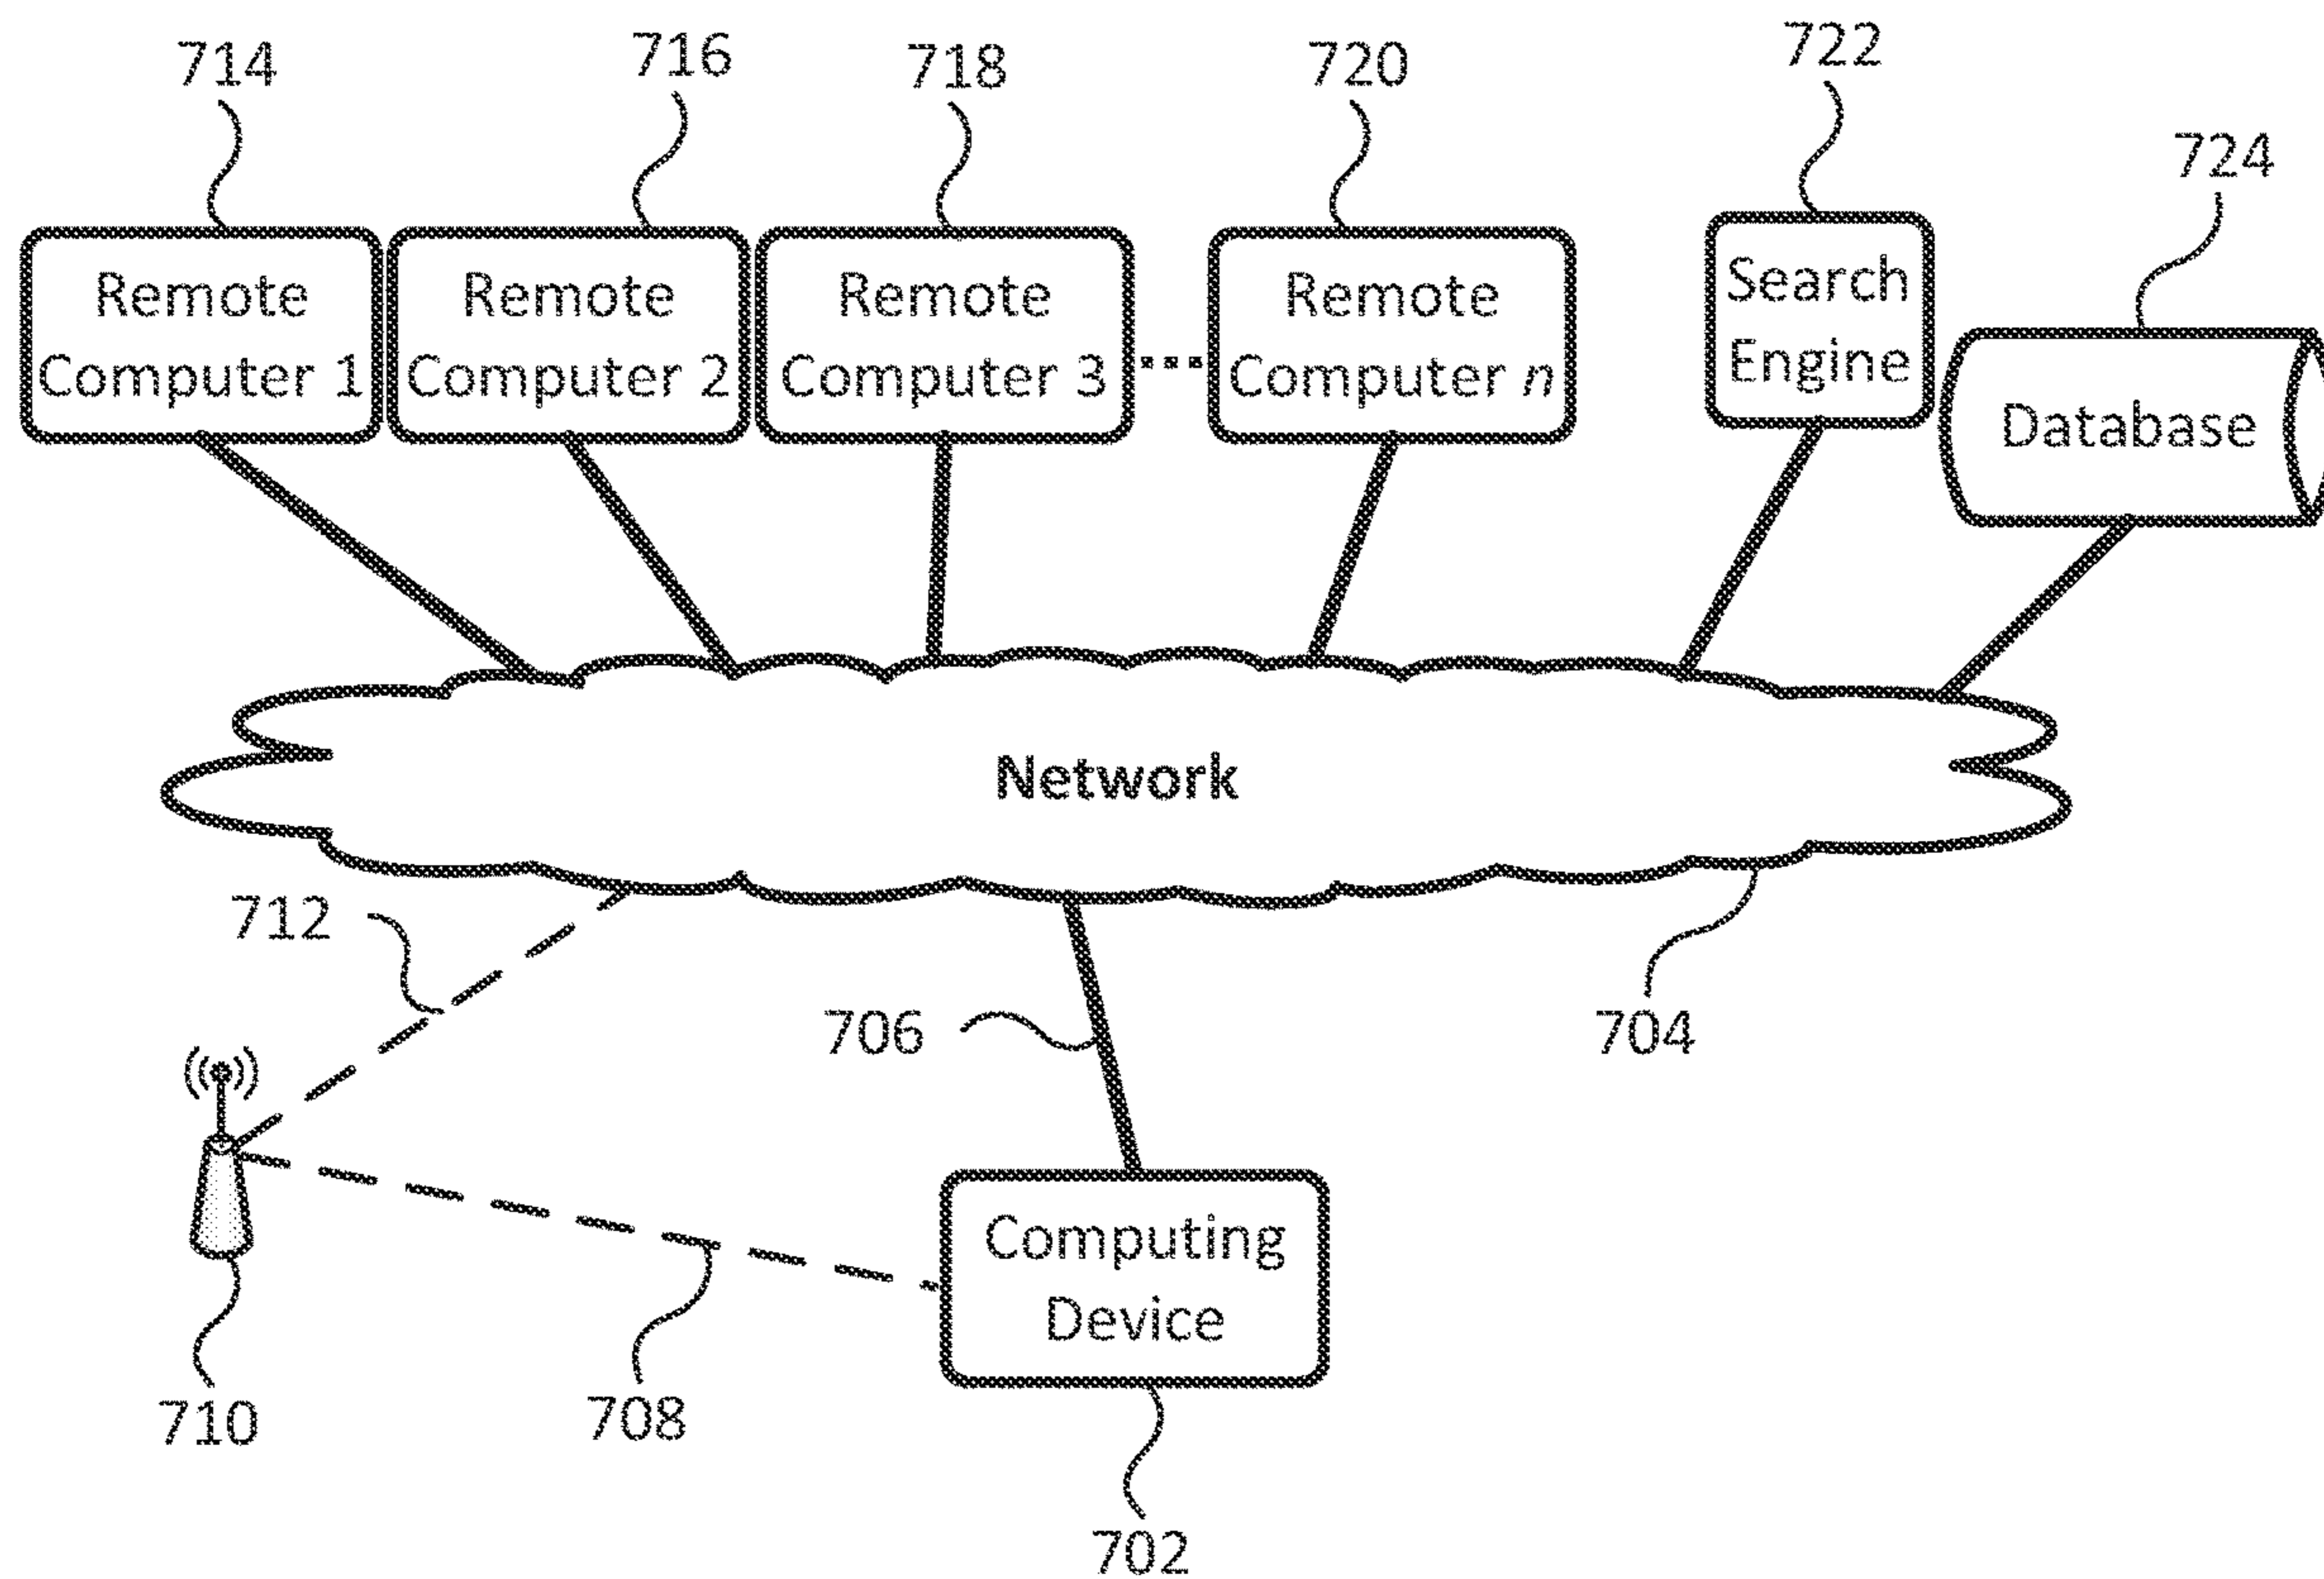 714
716
718
720
722
724
Remote
Computer 1
Remote
Computer 2
Remote
Computer 3
...
Remote
Computer n
Search
Engine
Database
Network
712
706
704
Computing
Device
710
708
702